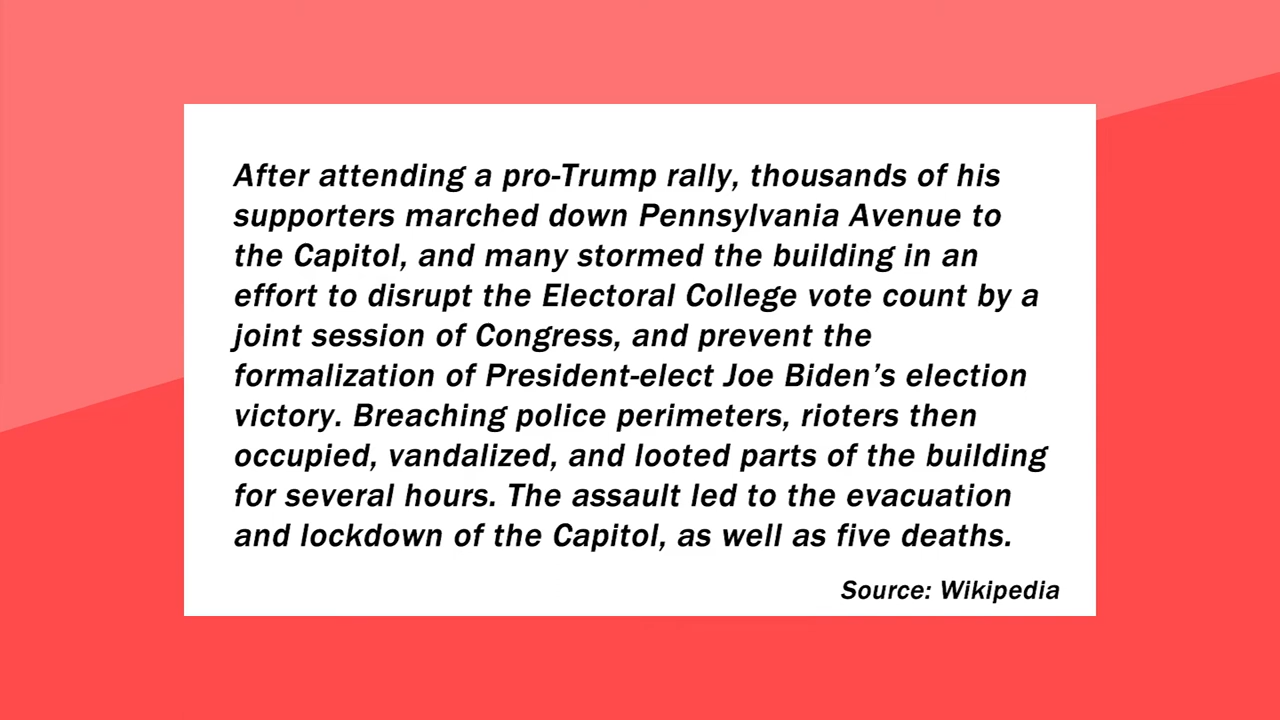 After attending a pro-Trump rally, thousands of his
supporters marched down Pennsylvania Avenue to
the Capitol, and many stormed the building in an
effort to disrupt the Electoral College vote count by a
joint session of Congress, and prevent the
formalization of President-elect Joe Biden’s election
victory. Breaching police perimeters, rioters then
occupied, vandalized, and looted parts of the building
for several hours. The assault led to the evacuation
and lockdown of the Capitol, as well as five deaths.
Source: Wikipedia